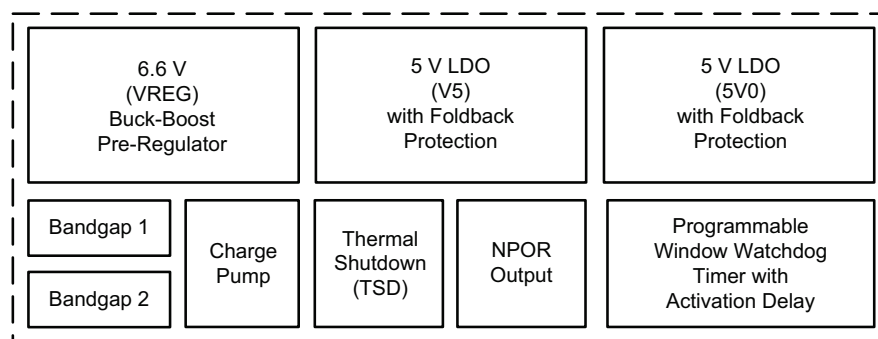 6.6 V
(VREG)
Buck-Boost
Pre-Regulator
5 V LDO
(V5)
with Foldback
Protection
5 V LDO
(5V0)
with Foldback
Protection
Bandgap 1
Bandgap 2
Charge
Pump
Thermal
Shutdown
(TSD)
NPOR
Output
Programmable
Window Watchdog
Timer with
Activation Delay